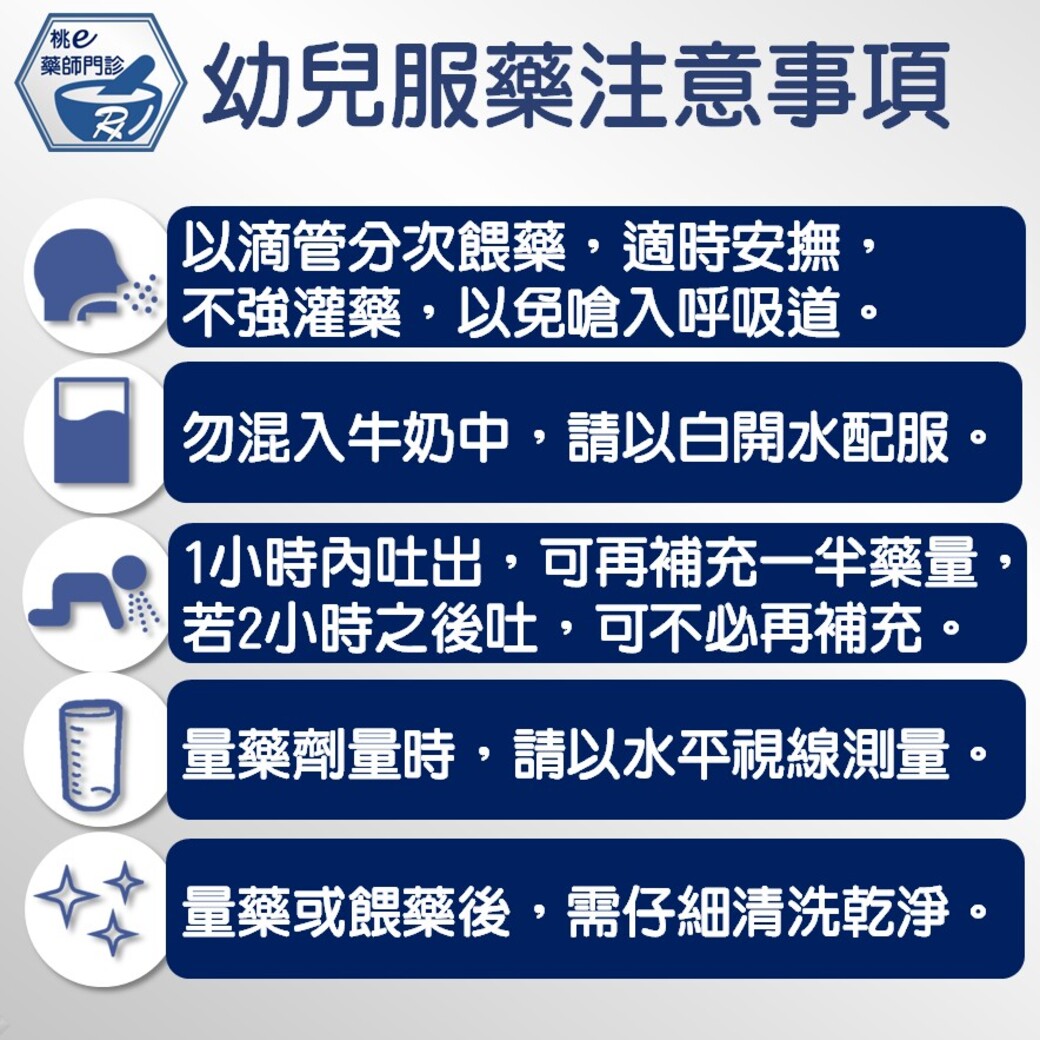 桃e
藥師門診
Rx
幼兒服藥注意事項
以滴管分次餵藥，適時安撫，
不強灌藥，以免嗆入呼吸道。
勿混入牛奶中，請以白開水配服。
1小時內吐出，可再補充一半藥量，
若2小時之後吐，可不必再補充。
量藥劑量時，請以水平視線測量。
量藥或餵藥後，需仔細清洗乾淨。